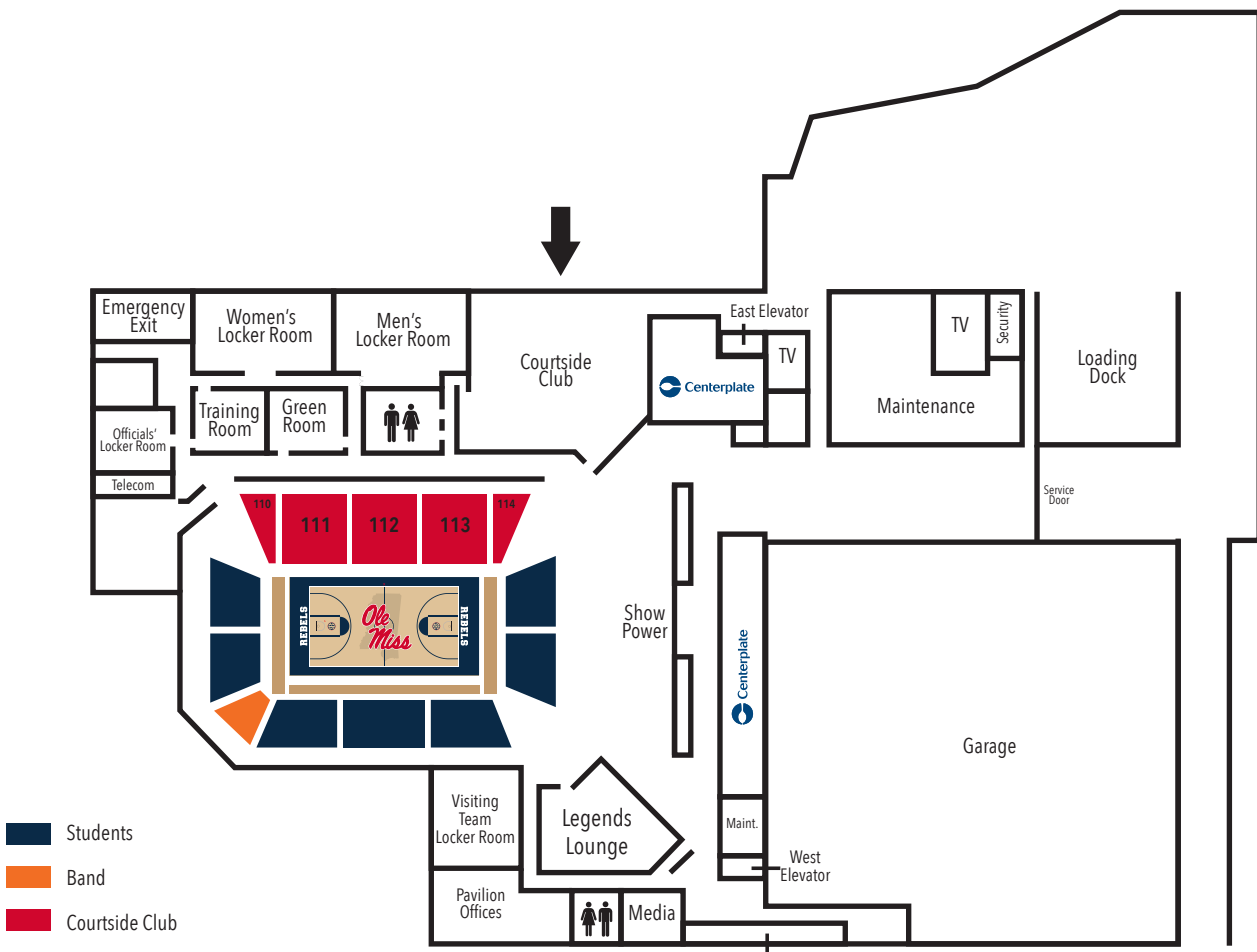 Emergency
Exit
Women's
Locker Room
Men's
Locker Room
East Elevator
TV
Security
TV
Courtside
Club
Loading
Dock
Centerplate
Maintenance
Training
Room
Green
Room
Officials'
Locker Room
Telecom
Service
Door
110
111
112
113
114
REBELS
Ole
Miss
REBELS
Show
Power
Centerplate
Garage
Visiting
Team
Locker Room
Legends
Lounge
Maint.
West
Elevator
Pavilion
Offices
Media
Students
Band
Courtside Club